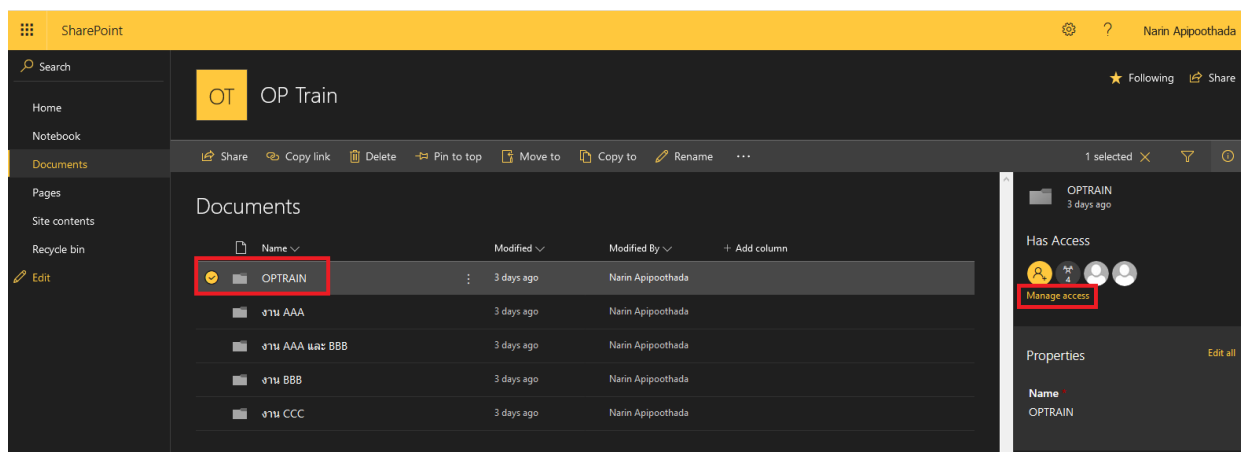 SharePoint
? Narin Apipoothada
Search
Home
Notebook
Documents
Pages
Site contents
Recycle bin
Edit
OT
OP Train
Following Share
Share Copy link Delete Pin to top Move to Copy to Rename ...
1 selected
Documents
Name Modified Modified By + Add column
OPTRAIN 3 days ago Narin Apipoothada
งาน AAA 3 days ago Narin Apipoothada
งาน AAA และ BBB 3 days ago Narin Apipoothada
งาน BBB 3 days ago Narin Apipoothada
งาน CCC 3 days ago Narin Apipoothada
OPTRAIN
3 days ago
Has Access
4
Manage access
Properties Edit all
Name *
OPTRAIN